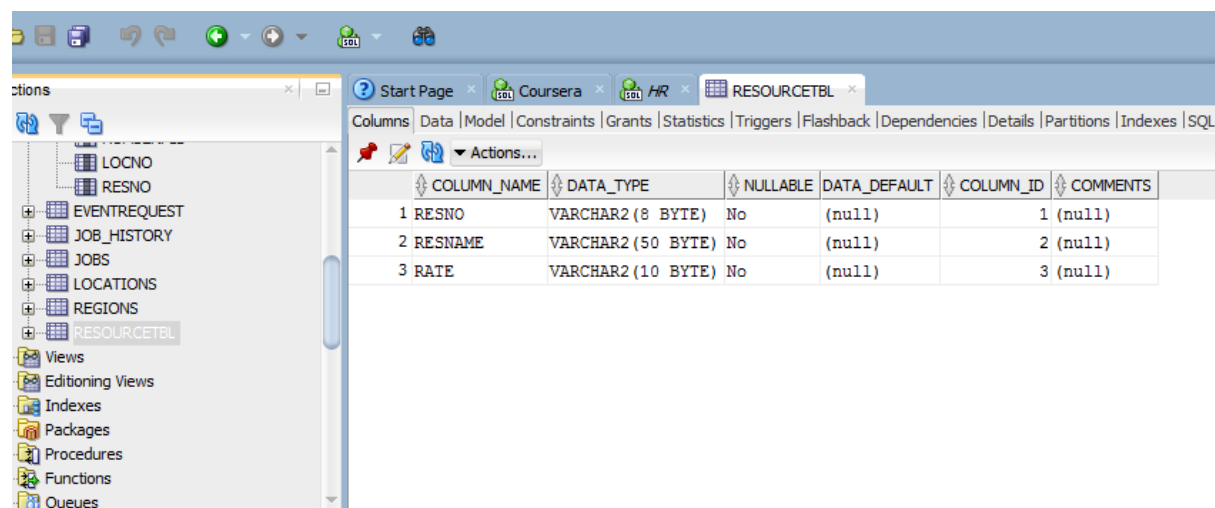 ctions
Start Page Coursera HR RESOURCETBL
Columns Data |Model |Constraints |Grants |Statistics |Triggers |Flashback |Dependencies |Details |Partitions |Indexes |SQL
Actions...
COLUMN_NAME DATA_TYPE NULLABLE DATA_DEFAULT COLUMN_ID COMMENTS
1 RESNO VARCHAR2(8 BYTE) No (null) 1 (null)
2 RESNAME VARCHAR2(50 BYTE) No (null) 2 (null)
3 RATE VARCHAR2(10 BYTE) No (null) 3 (null)
LOCNO
RESNO
EVENTREQUEST
JOB_HISTORY
JOBS
LOCATIONS
REGIONS
RESOURCETBL
Views
Editioning Views
Indexes
Packages
Procedures
Functions
Queues